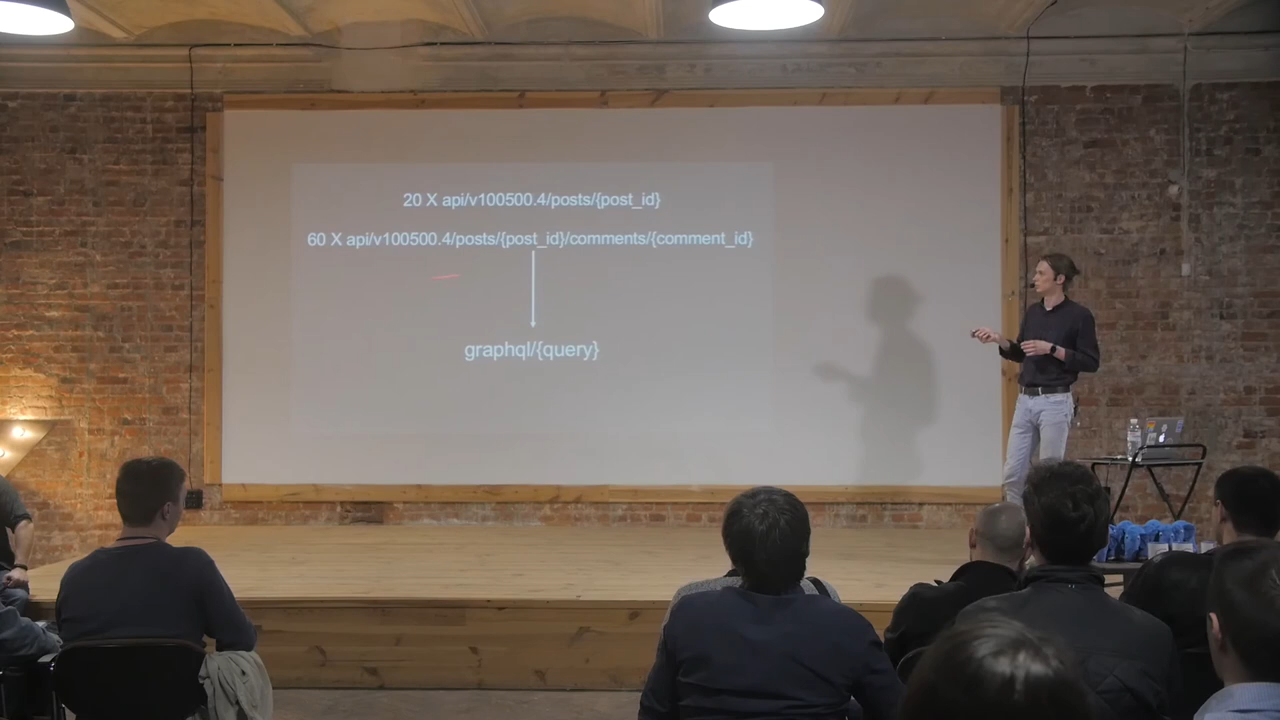 20 X api/v100500.4/posts/{post_id}
60 X api/v100500.4/posts/{post_id}/comments/{comment_id}
graphql/{query}